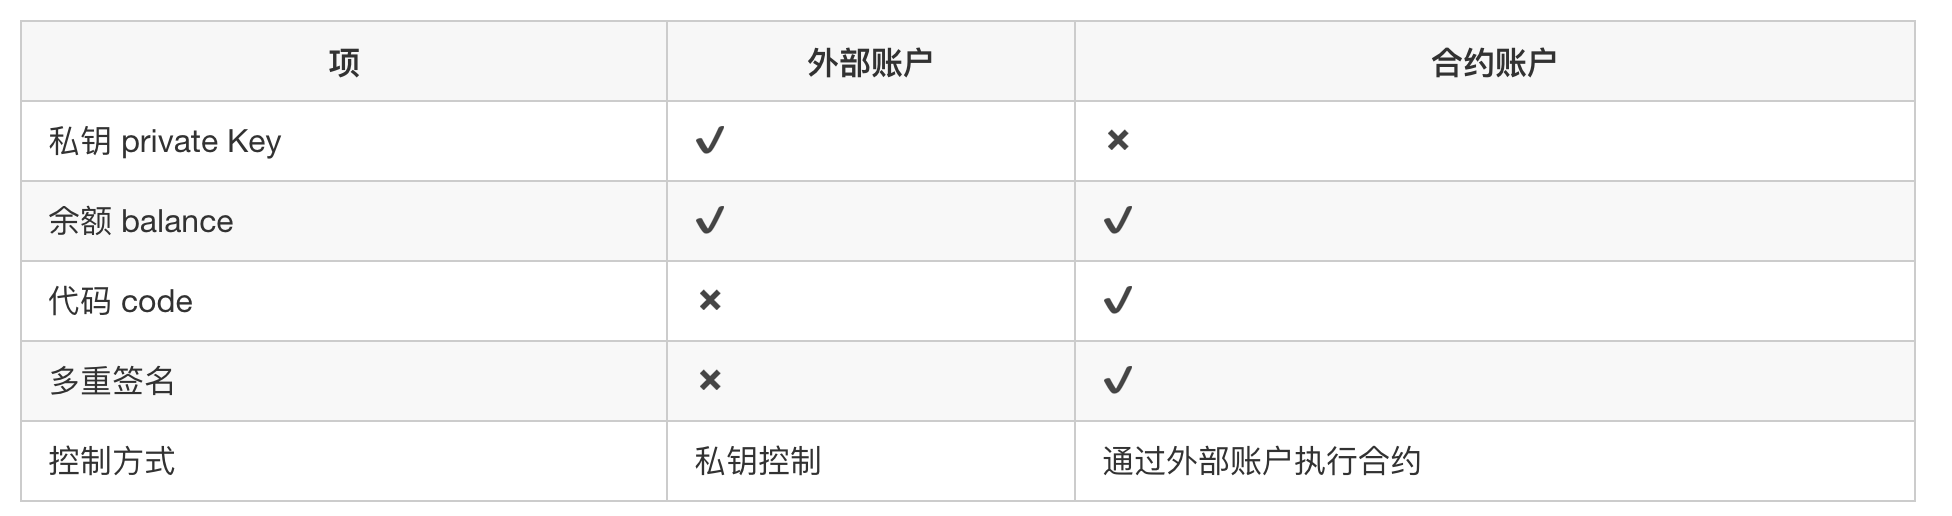 项 外部账户 合约账户
私钥 private Key ✔ ✖
余额 balance ✔ ✔
代码 code ✖ ✔
多重签名 ✖ ✔
控制方式 私钥控制 通过外部账户执行合约